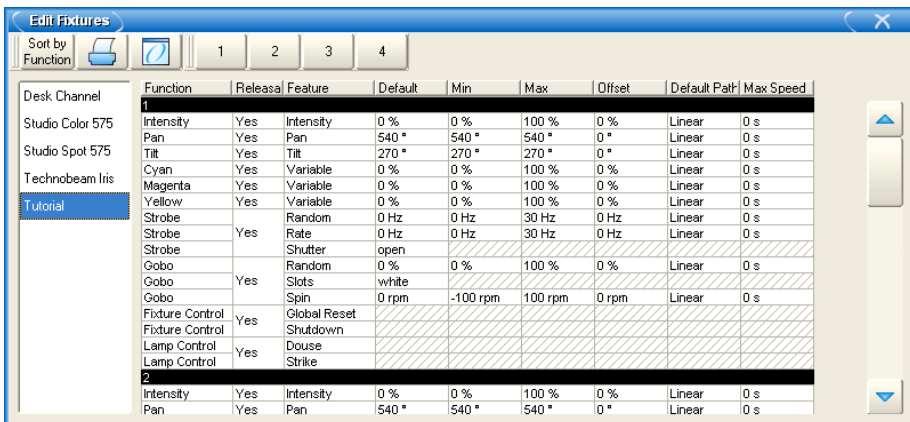 Edit Fixtures
Sort by
Function
1 2 3 4
Desk Channel
Studio Color 575
Studio Spot 575
Technobeam Iris
Tutorial
Function Releasa Feature Default Min Max Offset Default Path Max Speed
1
Intensity Yes Intensity 0 % 0 % 100 % 0 % Linear 0 s
Pan Yes Pan 540 ° 540 ° 540 ° 0 ° Linear 0 s
Tilt Yes Tilt 270 ° 270 ° 270 ° 0 ° Linear 0 s
Cyan Yes Variable 0 % 0 % 100 % 0 % Linear 0 s
Magenta Yes Variable 0 % 0 % 100 % 0 % Linear 0 s
Yellow Yes Variable 0 % 0 % 100 % 0 % Linear 0 s
Strobe Random 0 Hz 0 Hz 30 Hz 0 Hz Linear 0 s
Strobe Yes Rate 0 Hz 0 Hz 30 Hz 0 Hz Linear 0 s
Strobe Shutter open
Gobo Random 0 % 0 % 100 % 0 % Linear 0 s
Gobo Yes Slots white
Gobo Spin 0 rpm -100 rpm 100 rpm 0 rpm Linear 0 s
Fixture Control Yes Global Reset
Fixture Control Shutdown
Lamp Control Yes Douse
Lamp Control Strike
2
Intensity Yes Intensity 0 % 0 % 100 % 0 % Linear 0 s
Pan Yes Pan 540 ° 540 ° 540 ° 0 ° Linear 0 s